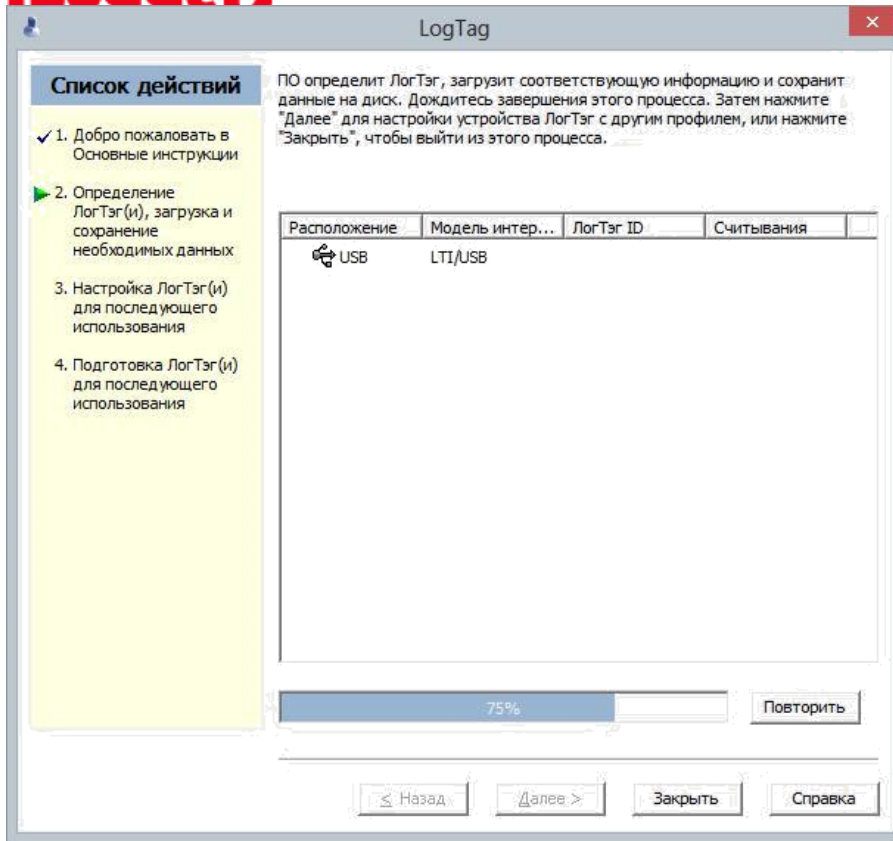 LogTag
Список действий
✓ 1. Добро пожаловать в
Основные инструкции
2. Определение
ЛогТэг(и), загрузка и
сохранение
необходимых данных
3. Настройка ЛогТэг(и)
для последующего
использования
4. Подготовка ЛогТэг(и)
для последующего
использования
ПО определит ЛогТэг, загрузит соответствующую информацию и сохранит
данные на диск. Дождитесь завершения этого процесса. Затем нажмите
"Далее" для настройки устройства ЛогТэг с другим профилем, или нажмите
"Закрыть", чтобы выйти из этого процесса.
Расположение Модель интер... ЛогТэг ID Считывания
USB LTI/USB
75%
Повторить
< Назад Далее > Закрыть Справка